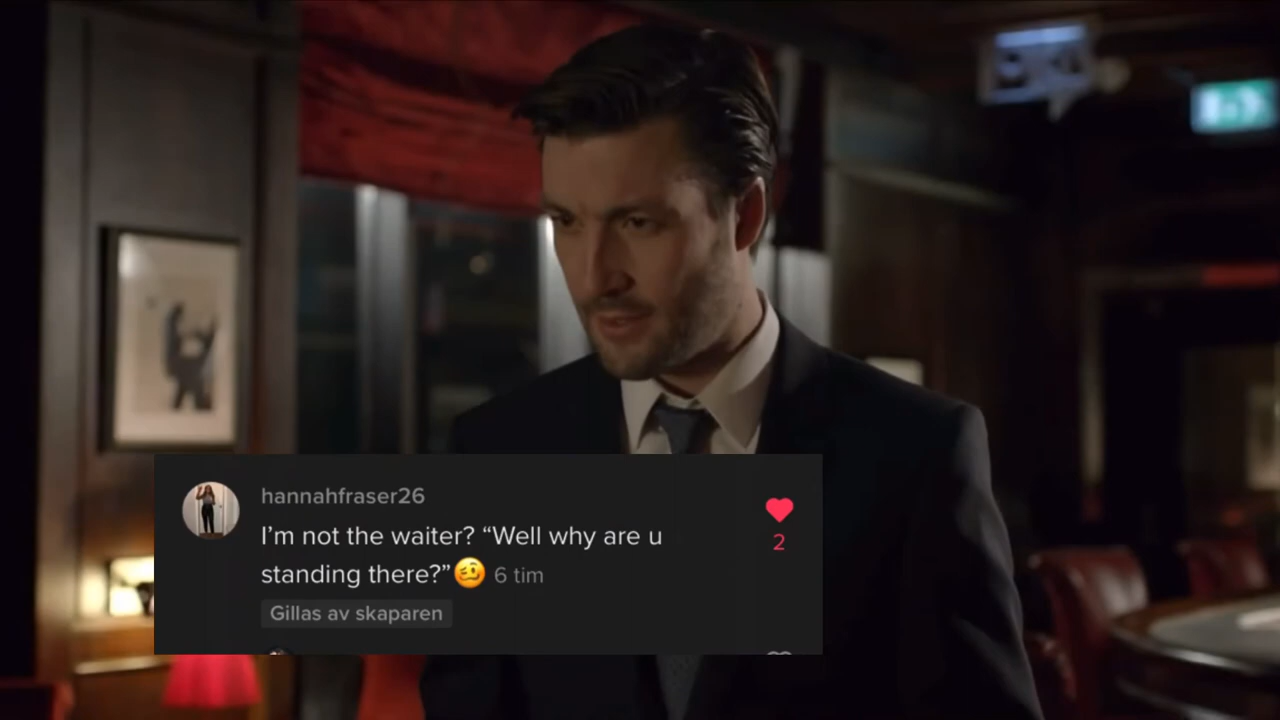 hannahfraser26
I’m not the waiter? “Well why are u
standing there?”🥴 6 tim
2
Gillas av skaparen